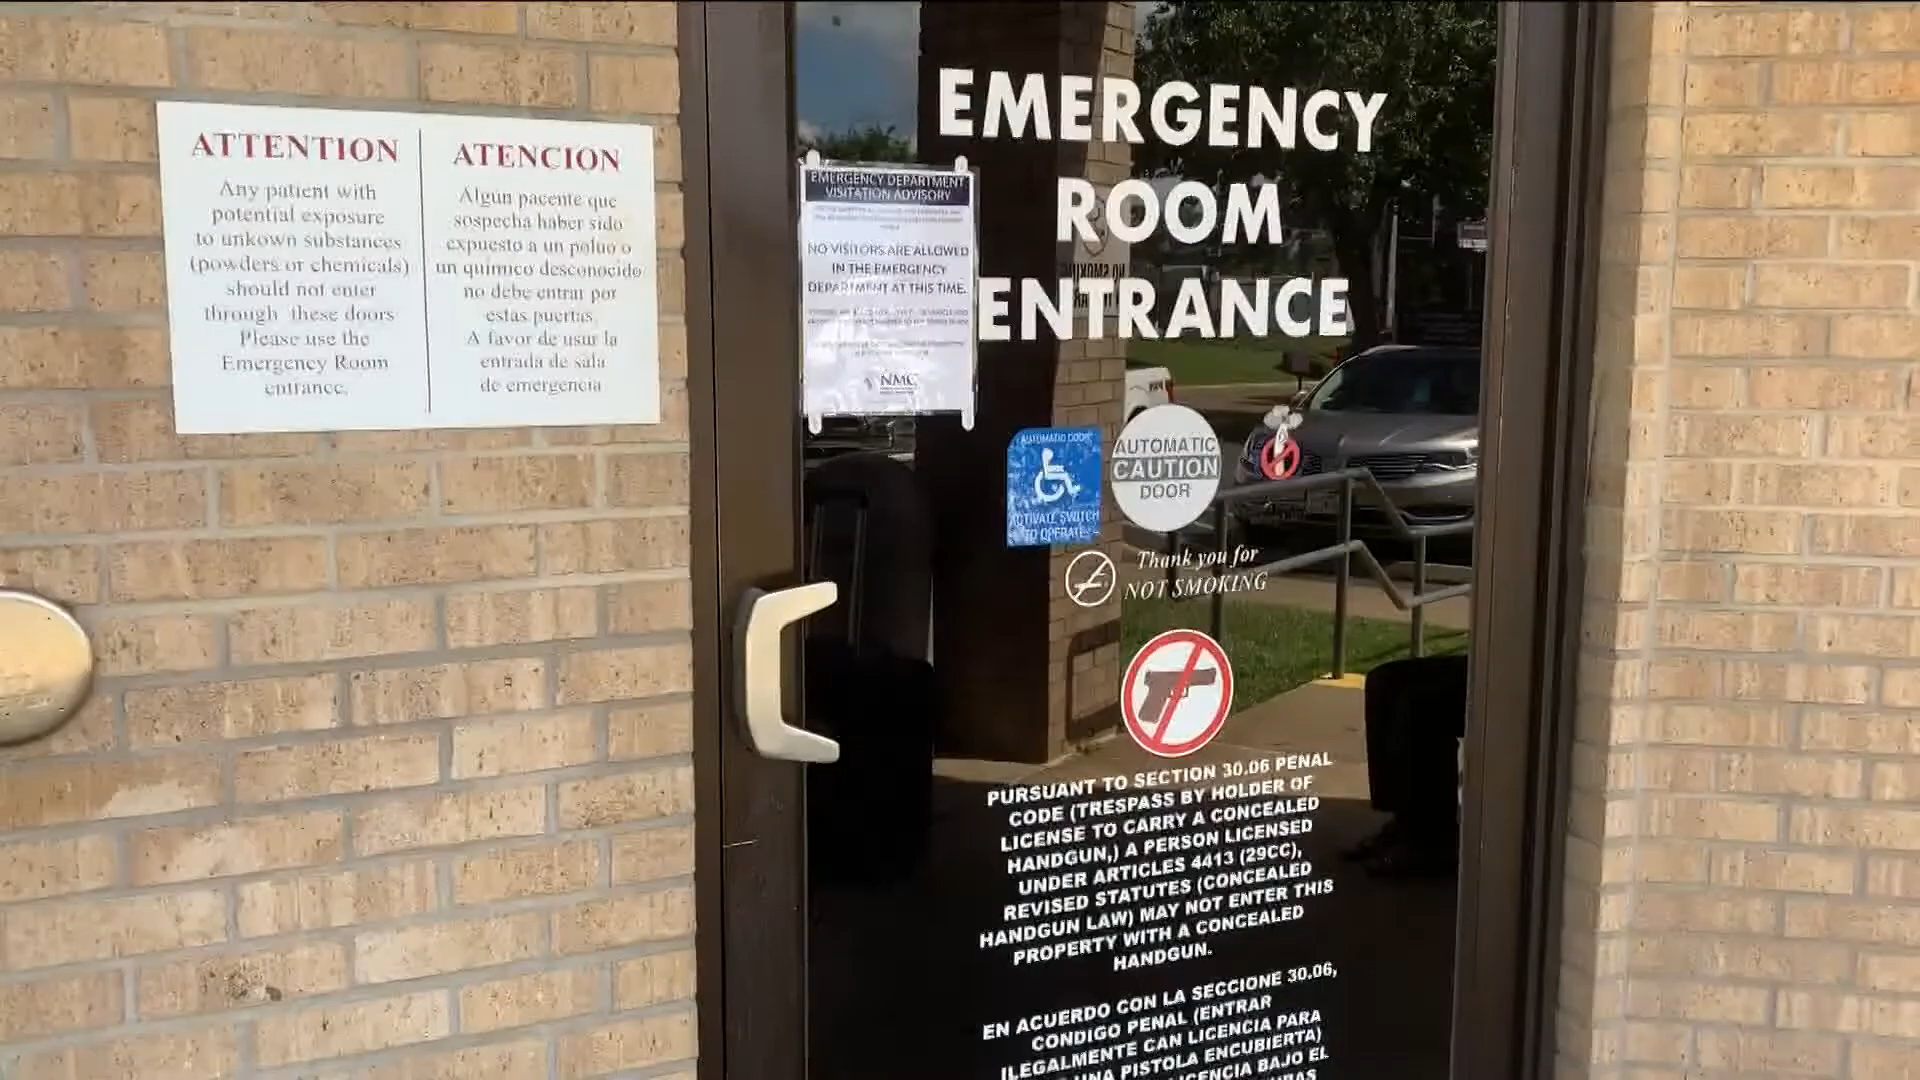 ATTENTION
Any patient with
potential exposure
to unkown substances
(powders or chemicals)
should not enter
through these doors
Please use the
Emergency Room
entrance.
ATENCION
Algun pacente que
sospecha haber sido
expuesto a un poluo o
un quimico desconocido
no debe entrar por
estas puertas.
A favor de usar la
entrada de sala
de emergencia
EMERGENCY DEPARTMENT
VISITATION ADVISORY
NO VISITORS ARE ALLOWED
IN THE EMERGENCY
DEPARTMENT AT THIS TIME.
NMC
EMERGENCY
ROOM
ENTRANCE
AUTOMATIC DOOR
ACTIVATE SWITCH
TO OPERATE
AUTOMATIC
CAUTION
DOOR
Thank you for
NOT SMOKING
PURSUANT TO SECTION 30.06 PENAL
CODE (TRESPASS BY HOLDER OF
LICENSE TO CARRY A CONCEALED
HANDGUN,) A PERSON LICENSED
UNDER ARTICLES 4413 (29CC),
REVISED STATUTES (CONCEALED
HANDGUN LAW) MAY NOT ENTER THIS
PROPERTY WITH A CONCEALED
HANDGUN.
EN ACUERDO CON LA SECCIONE 30.06,
CONDIGO PENAL (ENTRAR
ILEGALMENTE CAN LICENCIA PARA
UNA PISTOLA ENCUBIERTA)
LICENCIA BAJO EL